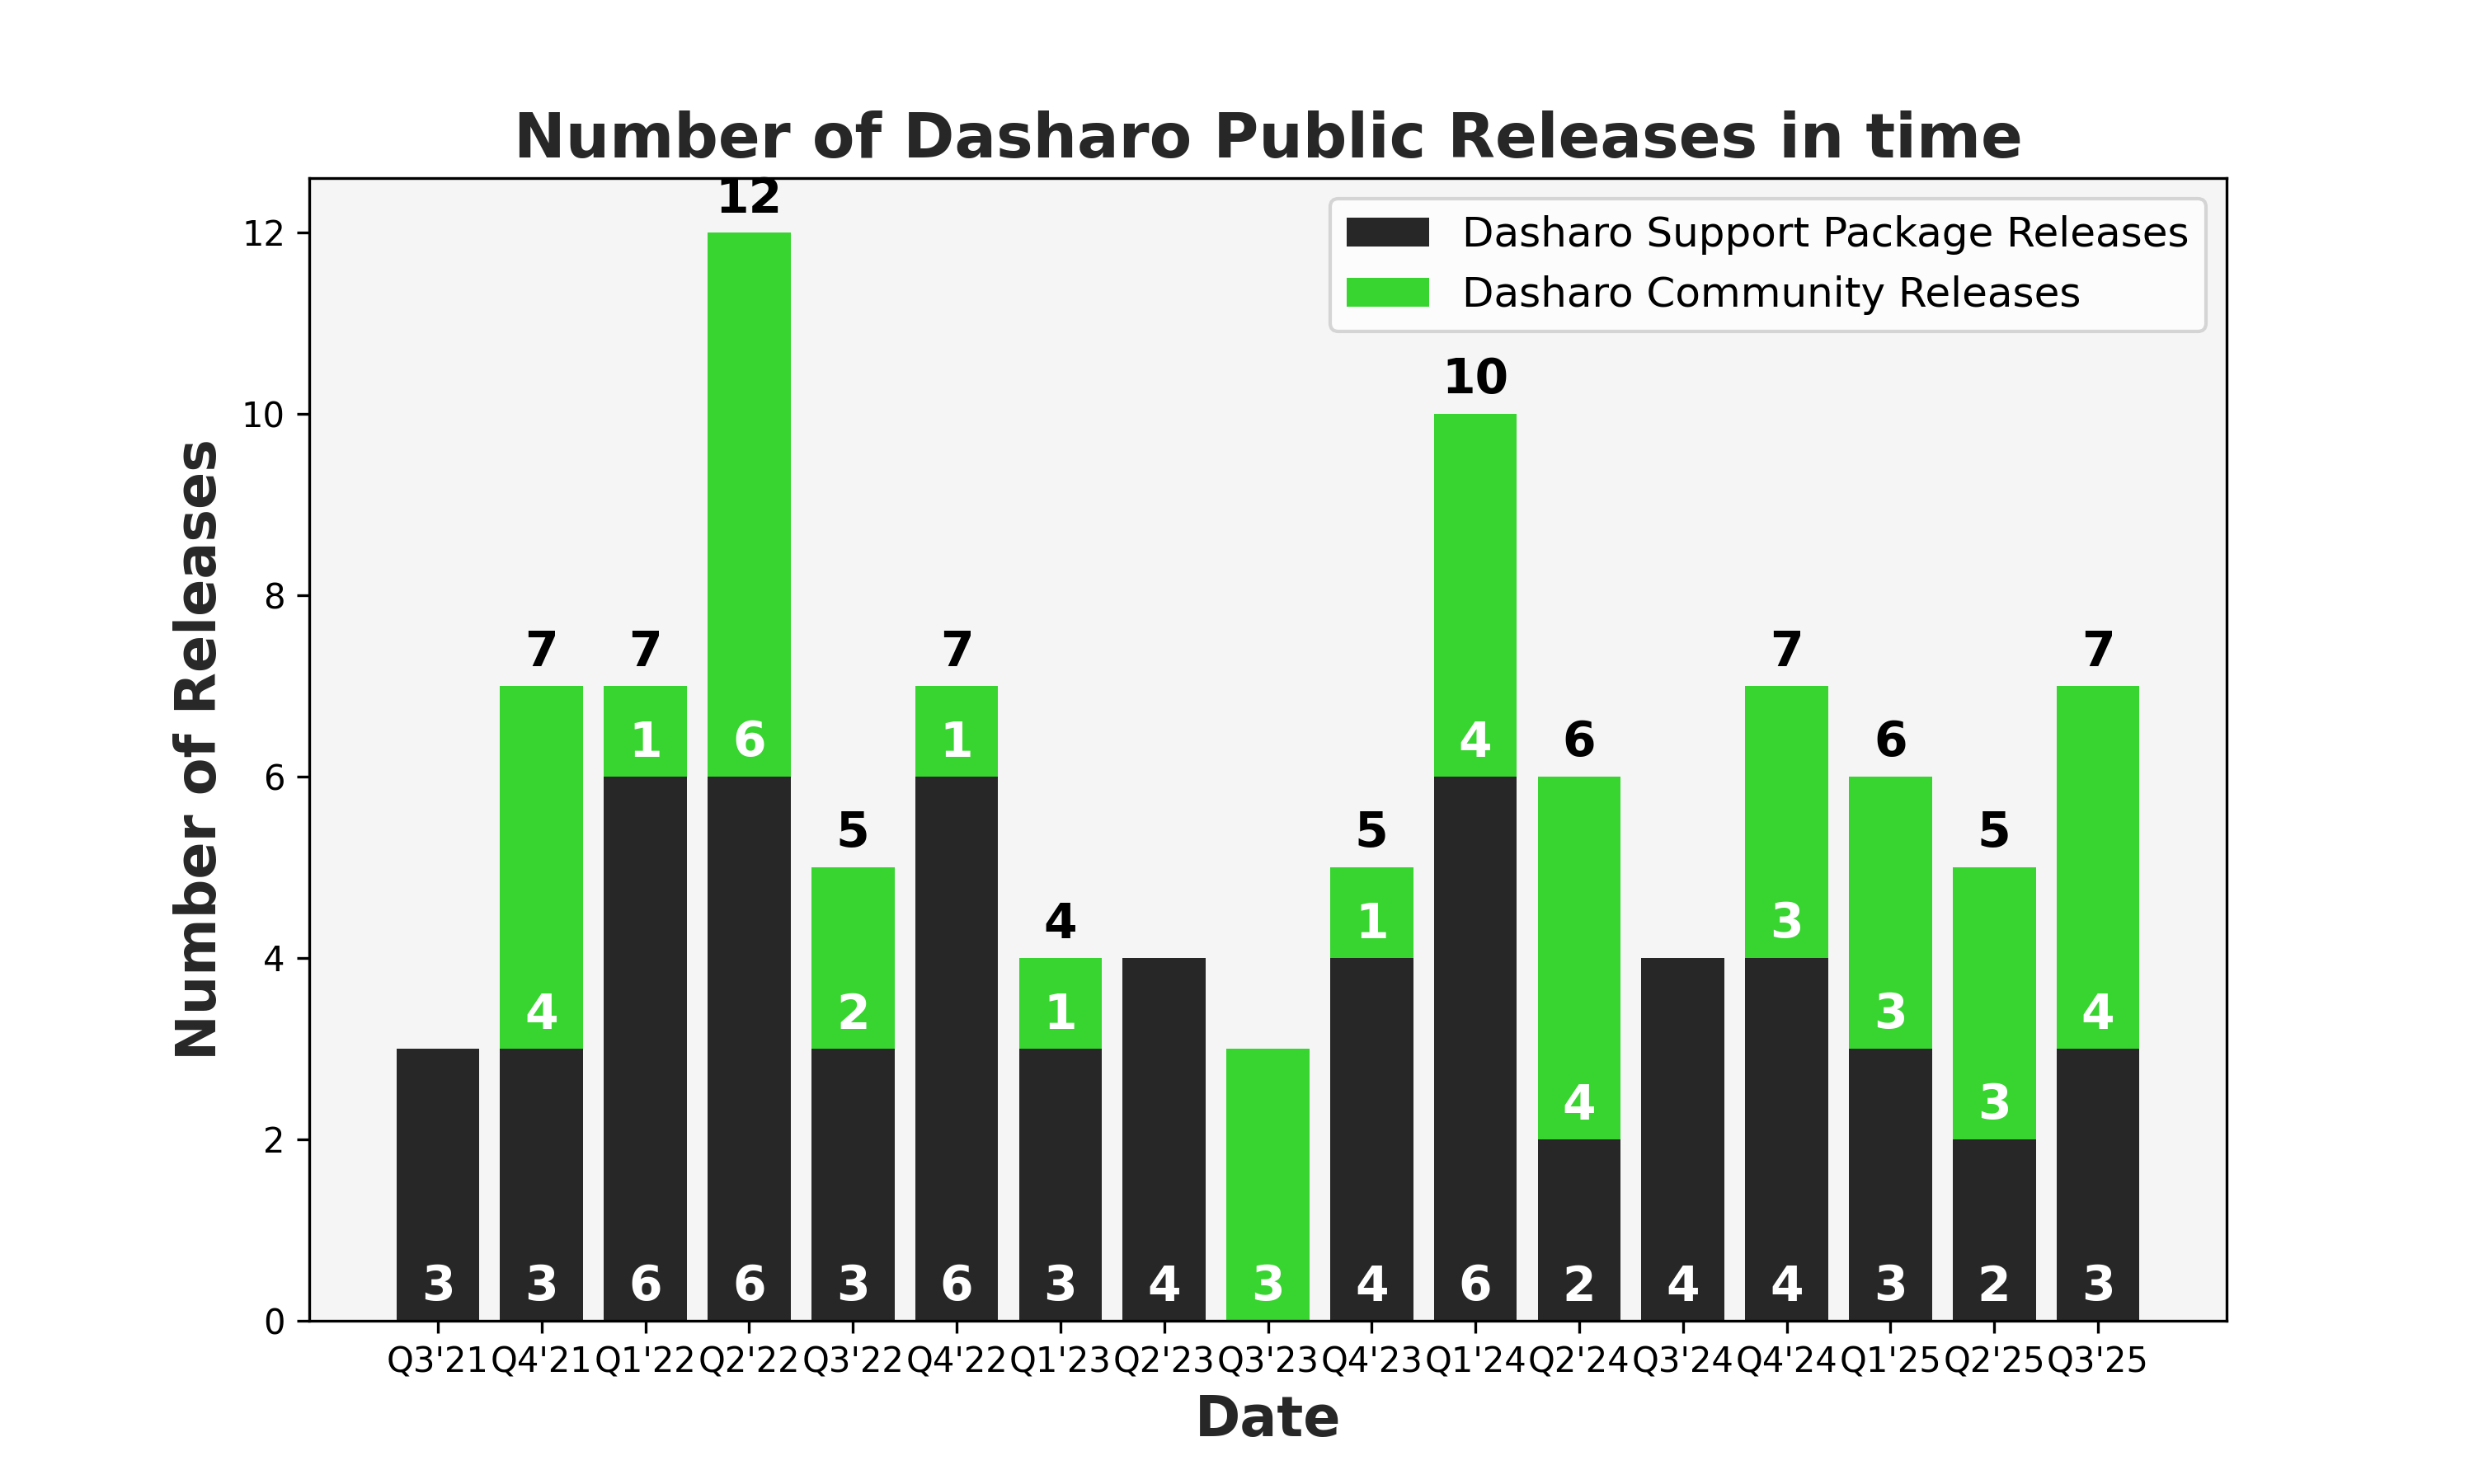 Number of Dasharo Public Releases in time
Dasharo Support Package Releases
Dasharo Community Releases
Number of Releases
12
10
8
6
4
2
0
12
10
7 7 7 7 7
1 6 1 4 6 6
5 5 5
4 1 3
4 2 1 3 4
4 3
3 3 6 6 3 6 3 4 3 4 6 2 4 4 3 2 3
Q3'21 Q4'21 Q1'22 Q2'22 Q3'22 Q4'22 Q1'23 Q2'23 Q3'23 Q4'23 Q1'24 Q2'24 Q3'24 Q4'24 Q1'25 Q2'25 Q3'25
Date